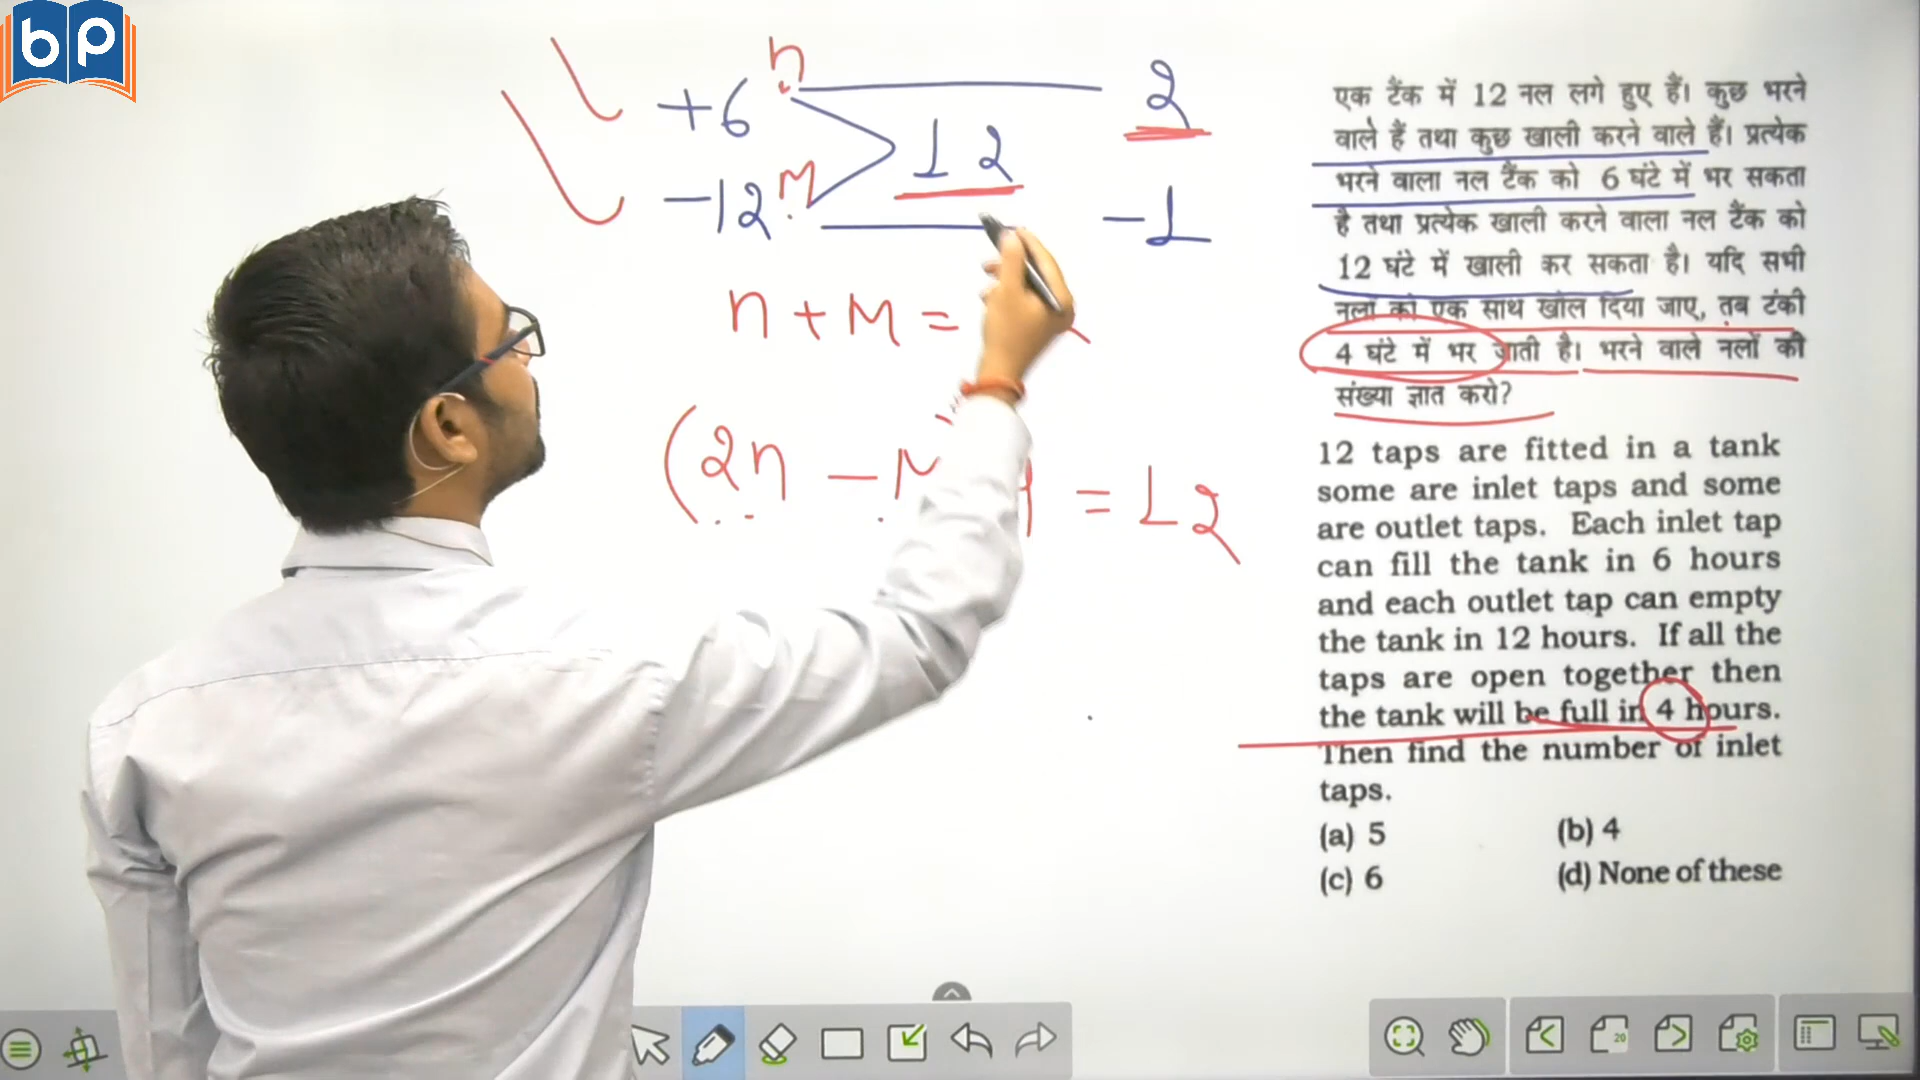 bp
+6 n
12
2
-12 M
-1
n + M =
(2n - M = 12
एक टैंक में 12 नल लगे हुए हैं। कुछ भरने
वाले हैं तथा कुछ खाली करने वाले हैं। प्रत्येक
भरने वाला नल टैंक को 6 घंटे में भर सकता
है तथा प्रत्येक खाली करने वाला नल टैंक को
12 घंटे में खाली कर सकता है। यदि सभी
नलों को एक साथ खोल दिया जाए, तब टंकी
4 घंटे में भर जाती है। भरने वाले नलों की
संख्या ज्ञात करो?
12 taps are fitted in a tank
some are inlet taps and some
are outlet taps. Each inlet tap
can fill the tank in 6 hours
and each outlet tap can empty
the tank in 12 hours. If all the
taps are open together then
the tank will be full in 4 hours.
Then find the number of inlet
taps.
(a) 5 (b) 4
(c) 6 (d) None of these
20